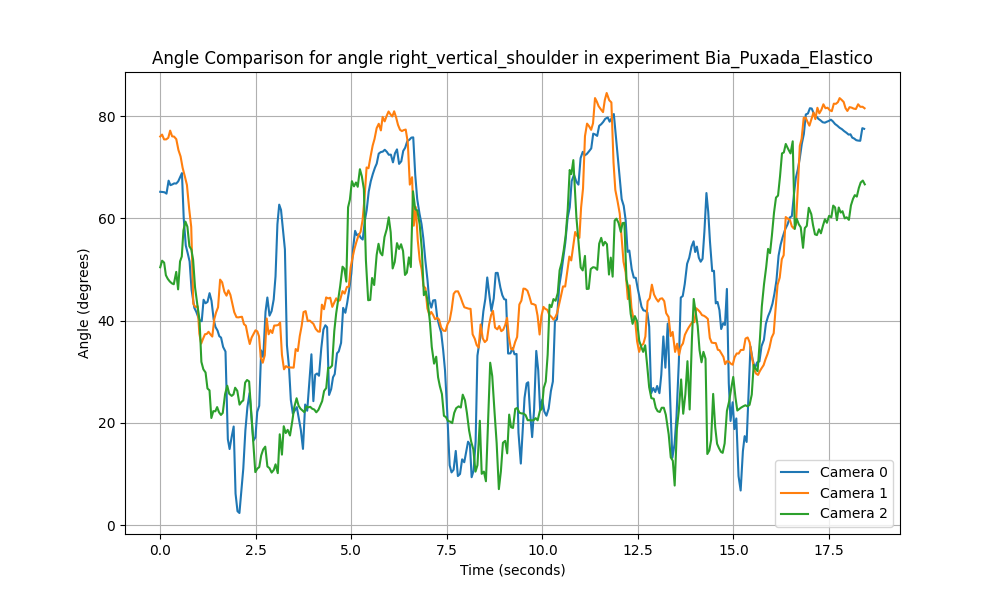 Angle Comparison for angle right_vertical_shoulder in experiment Bia_Puxada_Elastico
Angle (degrees)
80
60
40
20
0
0.0 2.5 5.0 7.5 10.0 12.5 15.0 17.5
Time (seconds)
Camera 0
Camera 1
Camera 2